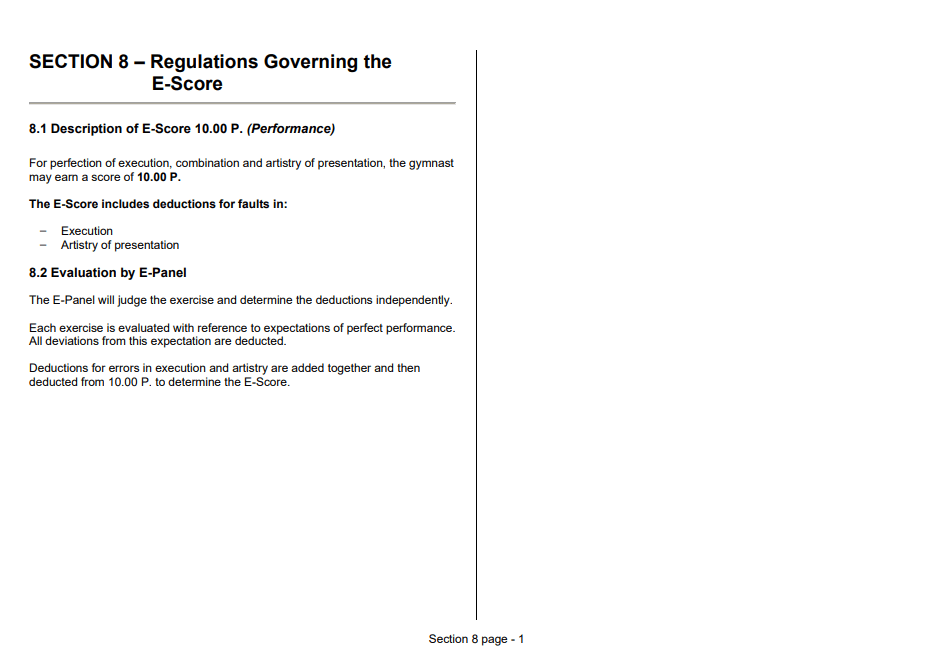 SECTION 8 – Regulations Governing the
E-Score
8.1 Description of E-Score 10.00 P. (Performance)
For perfection of execution, combination and artistry of presentation, the gymnast
may earn a score of 10.00 P.
The E-Score includes deductions for faults in:
– Execution
– Artistry of presentation
8.2 Evaluation by E-Panel
The E-Panel will judge the exercise and determine the deductions independently.
Each exercise is evaluated with reference to expectations of perfect performance.
All deviations from this expectation are deducted.
Deductions for errors in execution and artistry are added together and then
deducted from 10.00 P. to determine the E-Score.
Section 8 page - 1